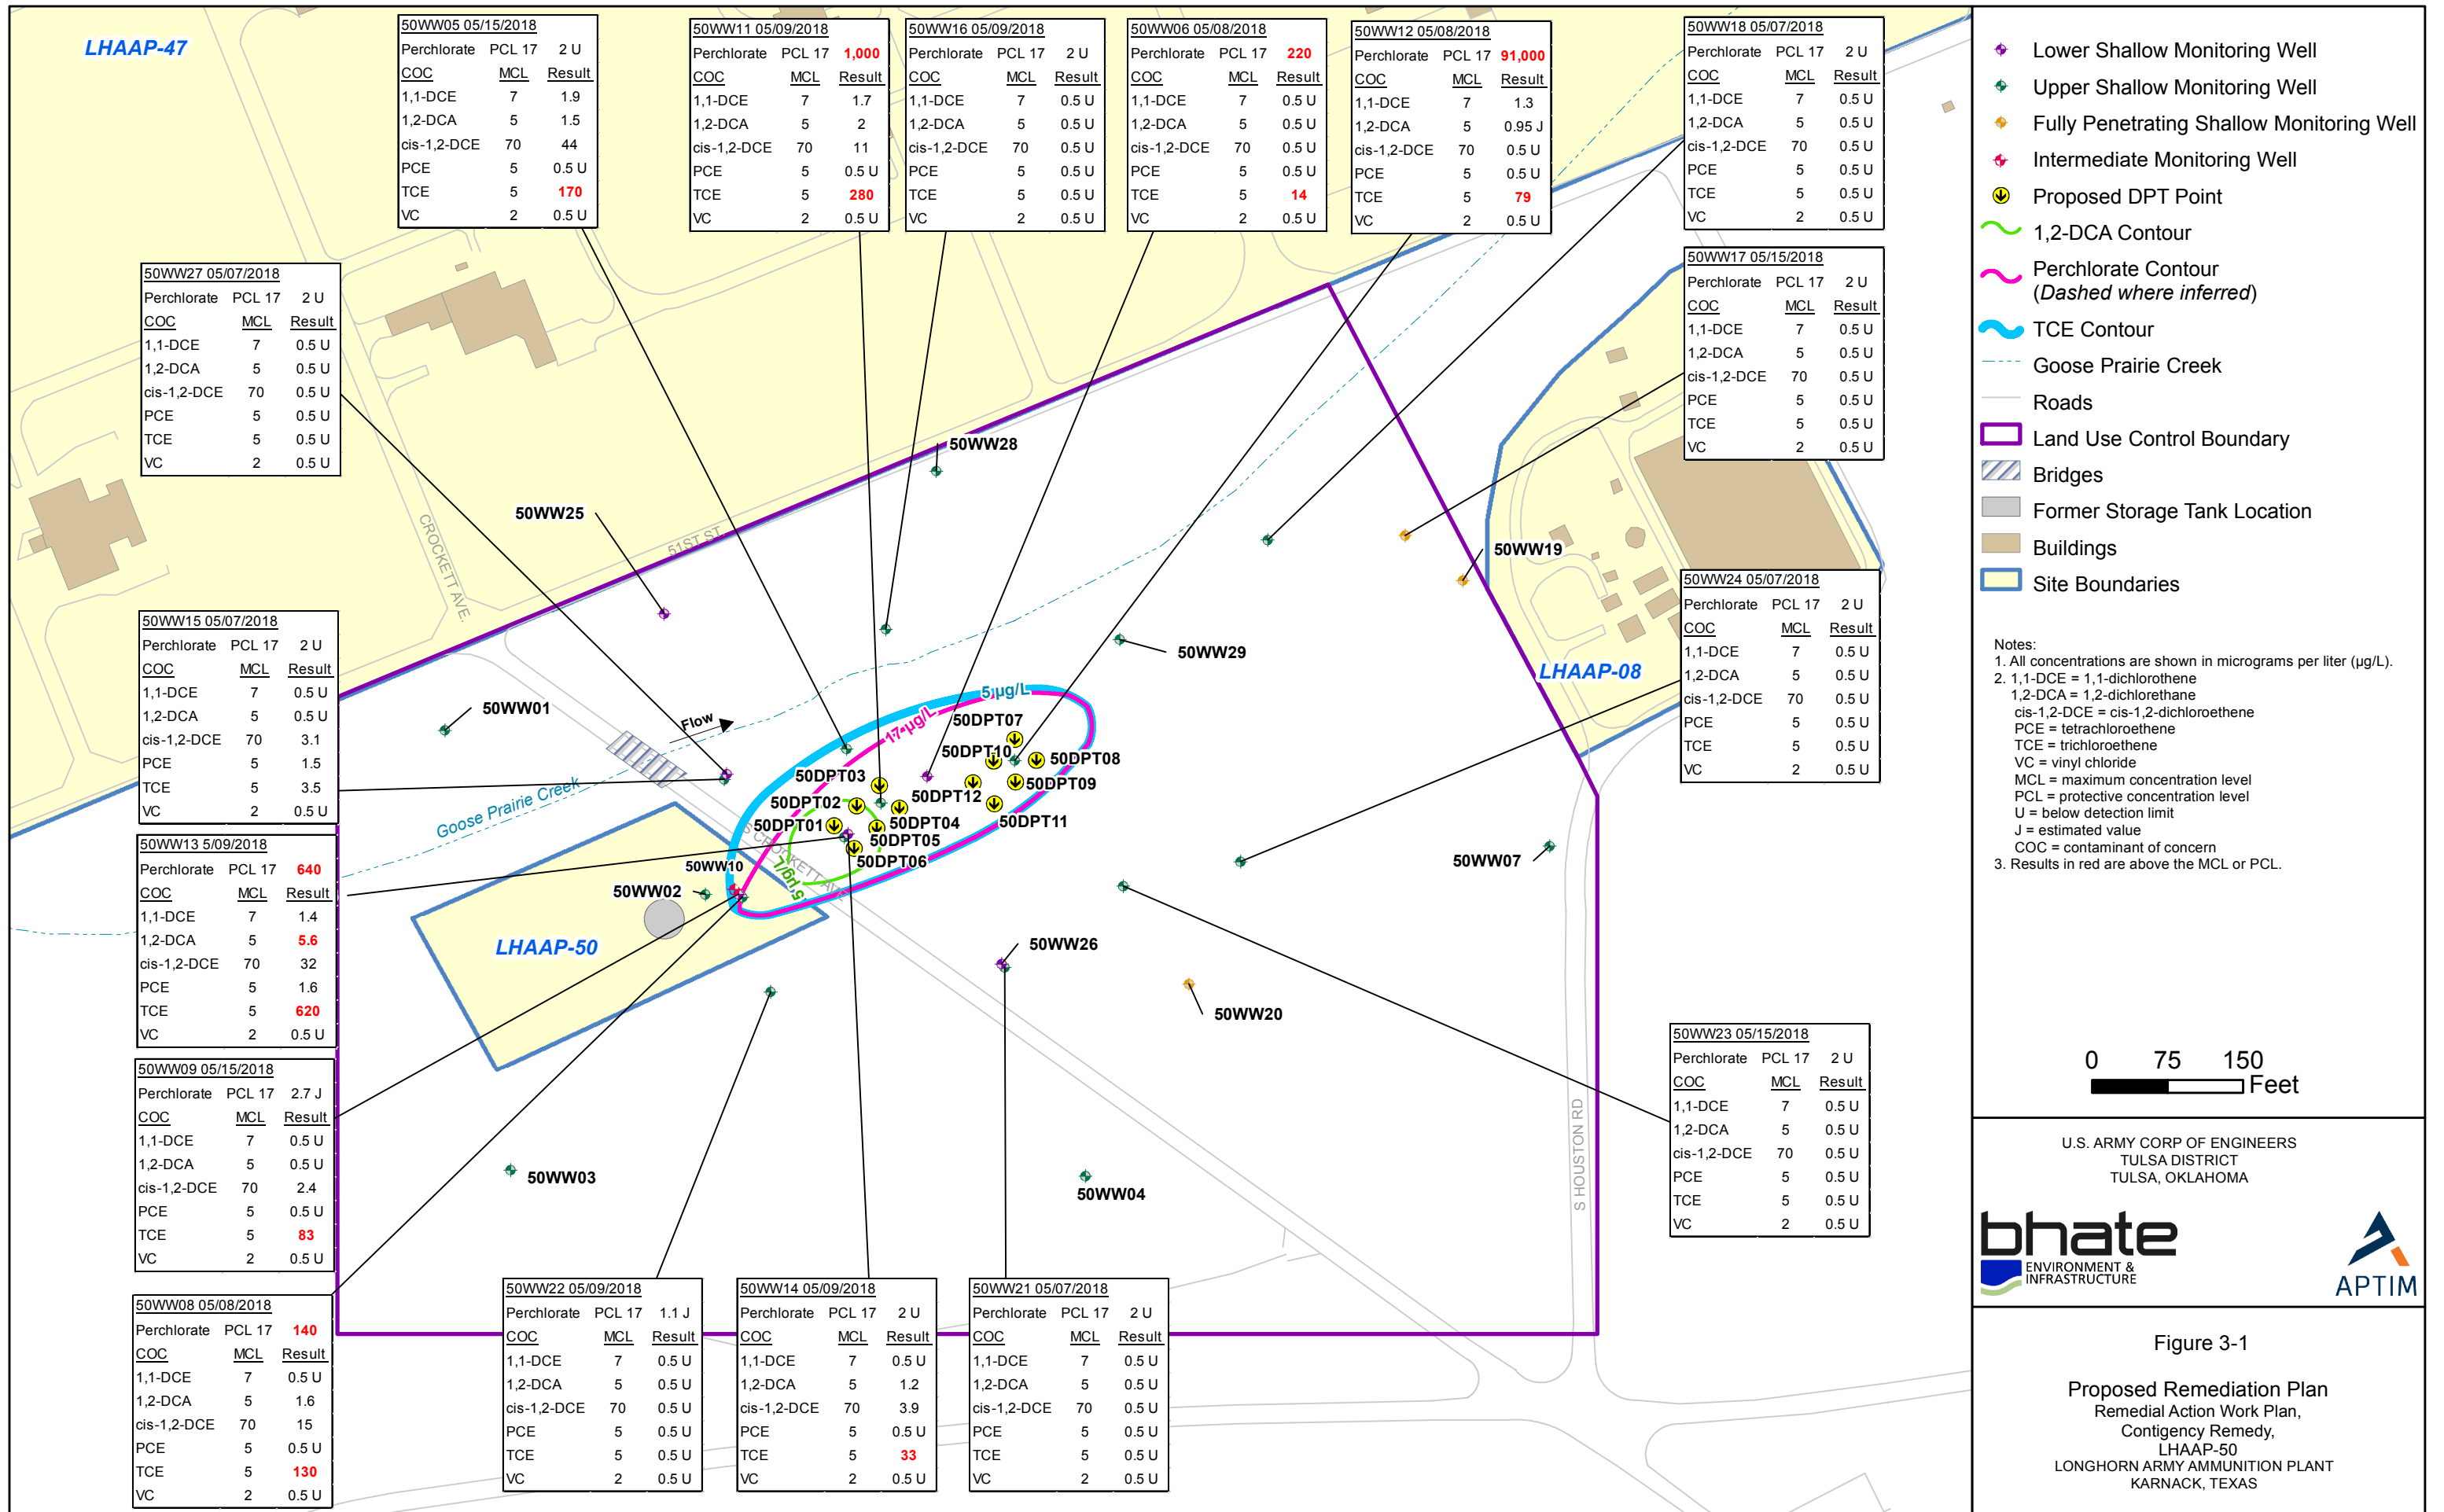 LHAAP-47
50WW05 05/15/2018
Perchlorate PCL 17 2 U
COC MCL Result
1,1-DCE 7 1.9
1,2-DCA 5 1.5
cis-1,2-DCE 70 44
PCE 5 0.5 U
TCE 5 170
VC 2 0.5 U
50WW11 05/09/2018
Perchlorate PCL 17 1,000
COC MCL Result
1,1-DCE 7 1.7
1,2-DCA 5 2
cis-1,2-DCE 70 11
PCE 5 0.5 U
TCE 5 280
VC 2 0.5 U
50WW16 05/09/2018
Perchlorate PCL 17 2 U
COC MCL Result
1,1-DCE 7 0.5 U
1,2-DCA 5 0.5 U
cis-1,2-DCE 70 0.5 U
PCE 5 0.5 U
TCE 5 0.5 U
VC 2 0.5 U
50WW06 05/08/2018
Perchlorate PCL 17 220
COC MCL Result
1,1-DCE 7 0.5 U
1,2-DCA 5 0.5 U
cis-1,2-DCE 70 0.5 U
PCE 5 0.5 U
TCE 5 14
VC 2 0.5 U
50WW12 05/08/2018
Perchlorate PCL 17 91,000
COC MCL Result
1,1-DCE 7 1.3
1,2-DCA 5 0.95 J
cis-1,2-DCE 70 0.5 U
PCE 5 0.5 U
TCE 5 79
VC 2 0.5 U
50WW18 05/07/2018
Perchlorate PCL 17 2 U
COC MCL Result
1,1-DCE 7 0.5 U
1,2-DCA 5 0.5 U
cis-1,2-DCE 70 0.5 U
PCE 5 0.5 U
TCE 5 0.5 U
VC 2 0.5 U
50WW27 05/07/2018
Perchlorate PCL 17 2 U
COC MCL Result
1,1-DCE 7 0.5 U
1,2-DCA 5 0.5 U
cis-1,2-DCE 70 0.5 U
PCE 5 0.5 U
TCE 5 0.5 U
VC 2 0.5 U
50WW17 05/15/2018
Perchlorate PCL 17 2 U
COC MCL Result
1,1-DCE 7 0.5 U
1,2-DCA 5 0.5 U
cis-1,2-DCE 70 0.5 U
PCE 5 0.5 U
TCE 5 0.5 U
VC 2 0.5 U
50WW28
50WW25
51ST ST.
CROCKETT AVE.
50WW19
50WW24 05/07/2018
Perchlorate PCL 17 2 U
COC MCL Result
1,1-DCE 7 0.5 U
1,2-DCA 5 0.5 U
cis-1,2-DCE 70 0.5 U
PCE 5 0.5 U
TCE 5 0.5 U
VC 2 0.5 U
50WW15 05/07/2018
Perchlorate PCL 17 2 U
COC MCL Result
1,1-DCE 7 0.5 U
1,2-DCA 5 0.5 U
cis-1,2-DCE 70 3.1
PCE 5 1.5
TCE 5 3.5
VC 2 0.5 U
50WW29
LHAAP-08
50WW01
Flow
5 µg/L
17 µg/L
50DPT07
50DPT10
50DPT08
50DPT03
50DPT09
50DPT12
50DPT02
50DPT04
50DPT11
50DPT01
50DPT05
50DPT06
Goose Prairie Creek
S CROCKETT AVE.
5 µg/L
50WW10
50WW02
50WW07
LHAAP-50
50WW26
50WW20
50WW13 5/09/2018
Perchlorate PCL 17 640
COC MCL Result
1,1-DCE 7 1.4
1,2-DCA 5 5.6
cis-1,2-DCE 70 32
PCE 5 1.6
TCE 5 620
VC 2 0.5 U
50WW09 05/15/2018
Perchlorate PCL 17 2.7 J
COC MCL Result
1,1-DCE 7 0.5 U
1,2-DCA 5 0.5 U
cis-1,2-DCE 70 2.4
PCE 5 0.5 U
TCE 5 83
VC 2 0.5 U
50WW23 05/15/2018
Perchlorate PCL 17 2 U
COC MCL Result
1,1-DCE 7 0.5 U
1,2-DCA 5 0.5 U
cis-1,2-DCE 70 0.5 U
PCE 5 0.5 U
TCE 5 0.5 U
VC 2 0.5 U
50WW03
50WW04
S HOUSTON RD
50WW08 05/08/2018
Perchlorate PCL 17 140
COC MCL Result
1,1-DCE 7 0.5 U
1,2-DCA 5 1.6
cis-1,2-DCE 70 15
PCE 5 0.5 U
TCE 5 130
VC 2 0.5 U
50WW22 05/09/2018
Perchlorate PCL 17 1.1 J
COC MCL Result
1,1-DCE 7 0.5 U
1,2-DCA 5 0.5 U
cis-1,2-DCE 70 0.5 U
PCE 5 0.5 U
TCE 5 0.5 U
VC 2 0.5 U
50WW14 05/09/2018
Perchlorate PCL 17 2 U
COC MCL Result
1,1-DCE 7 0.5 U
1,2-DCA 5 1.2
cis-1,2-DCE 70 3.9
PCE 5 0.5 U
TCE 5 33
VC 2 0.5 U
50WW21 05/07/2018
Perchlorate PCL 17 2 U
COC MCL Result
1,1-DCE 7 0.5 U
1,2-DCA 5 0.5 U
cis-1,2-DCE 70 0.5 U
PCE 5 0.5 U
TCE 5 0.5 U
VC 2 0.5 U
Lower Shallow Monitoring Well
Upper Shallow Monitoring Well
Fully Penetrating Shallow Monitoring Well
Intermediate Monitoring Well
Proposed DPT Point
1,2-DCA Contour
Perchlorate Contour
(Dashed where inferred)
TCE Contour
Goose Prairie Creek
Roads
Land Use Control Boundary
Bridges
Former Storage Tank Location
Buildings
Site Boundaries
Notes:
1. All concentrations are shown in micrograms per liter (µg/L).
2. 1,1-DCE = 1,1-dichlorothene
1,2-DCA = 1,2-dichlorethane
cis-1,2-DCE = cis-1,2-dichloroethene
PCE = tetrachloroethene
TCE = trichloroethene
VC = vinyl chloride
MCL = maximum concentration level
PCL = protective concentration level
U = below detection limit
J = estimated value
COC = contaminant of concern
3. Results in red are above the MCL or PCL.
0 75 150
Feet
U.S. ARMY CORP OF ENGINEERS
TULSA DISTRICT
TULSA, OKLAHOMA
bhate
ENVIRONMENT &
INFRASTRUCTURE
APTIM
Figure 3-1
Proposed Remediation Plan
Remedial Action Work Plan,
Contigency Remedy,
LHAAP-50
LONGHORN ARMY AMMUNITION PLANT
KARNACK, TEXAS